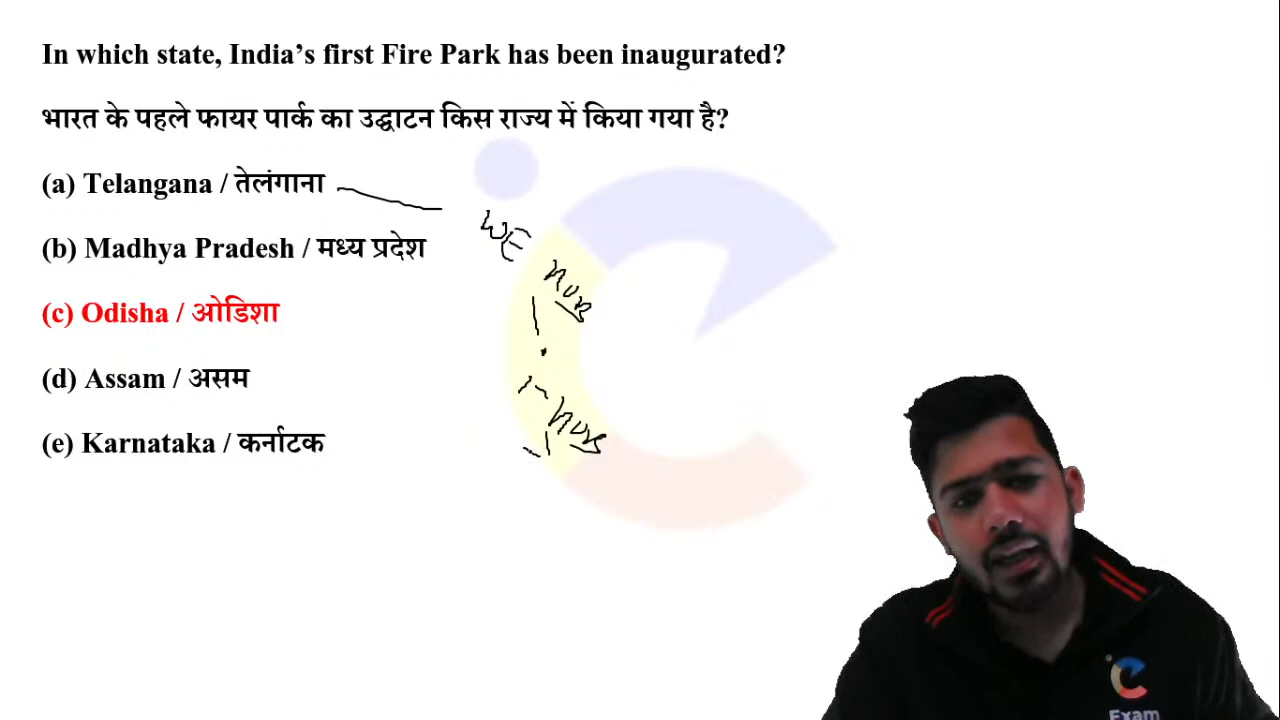 In which state, India’s first Fire Park has been inaugurated?
भारत के पहले फायर पार्क का उद्घाटन किस राज्य में किया गया है?
(a) Telangana / तेलंगाना
(b) Madhya Pradesh / मध्य प्रदेश
(c) Odisha / ओडिशा
(d) Assam / असम
(e) Karnataka / कर्नाटक
WE
Exam